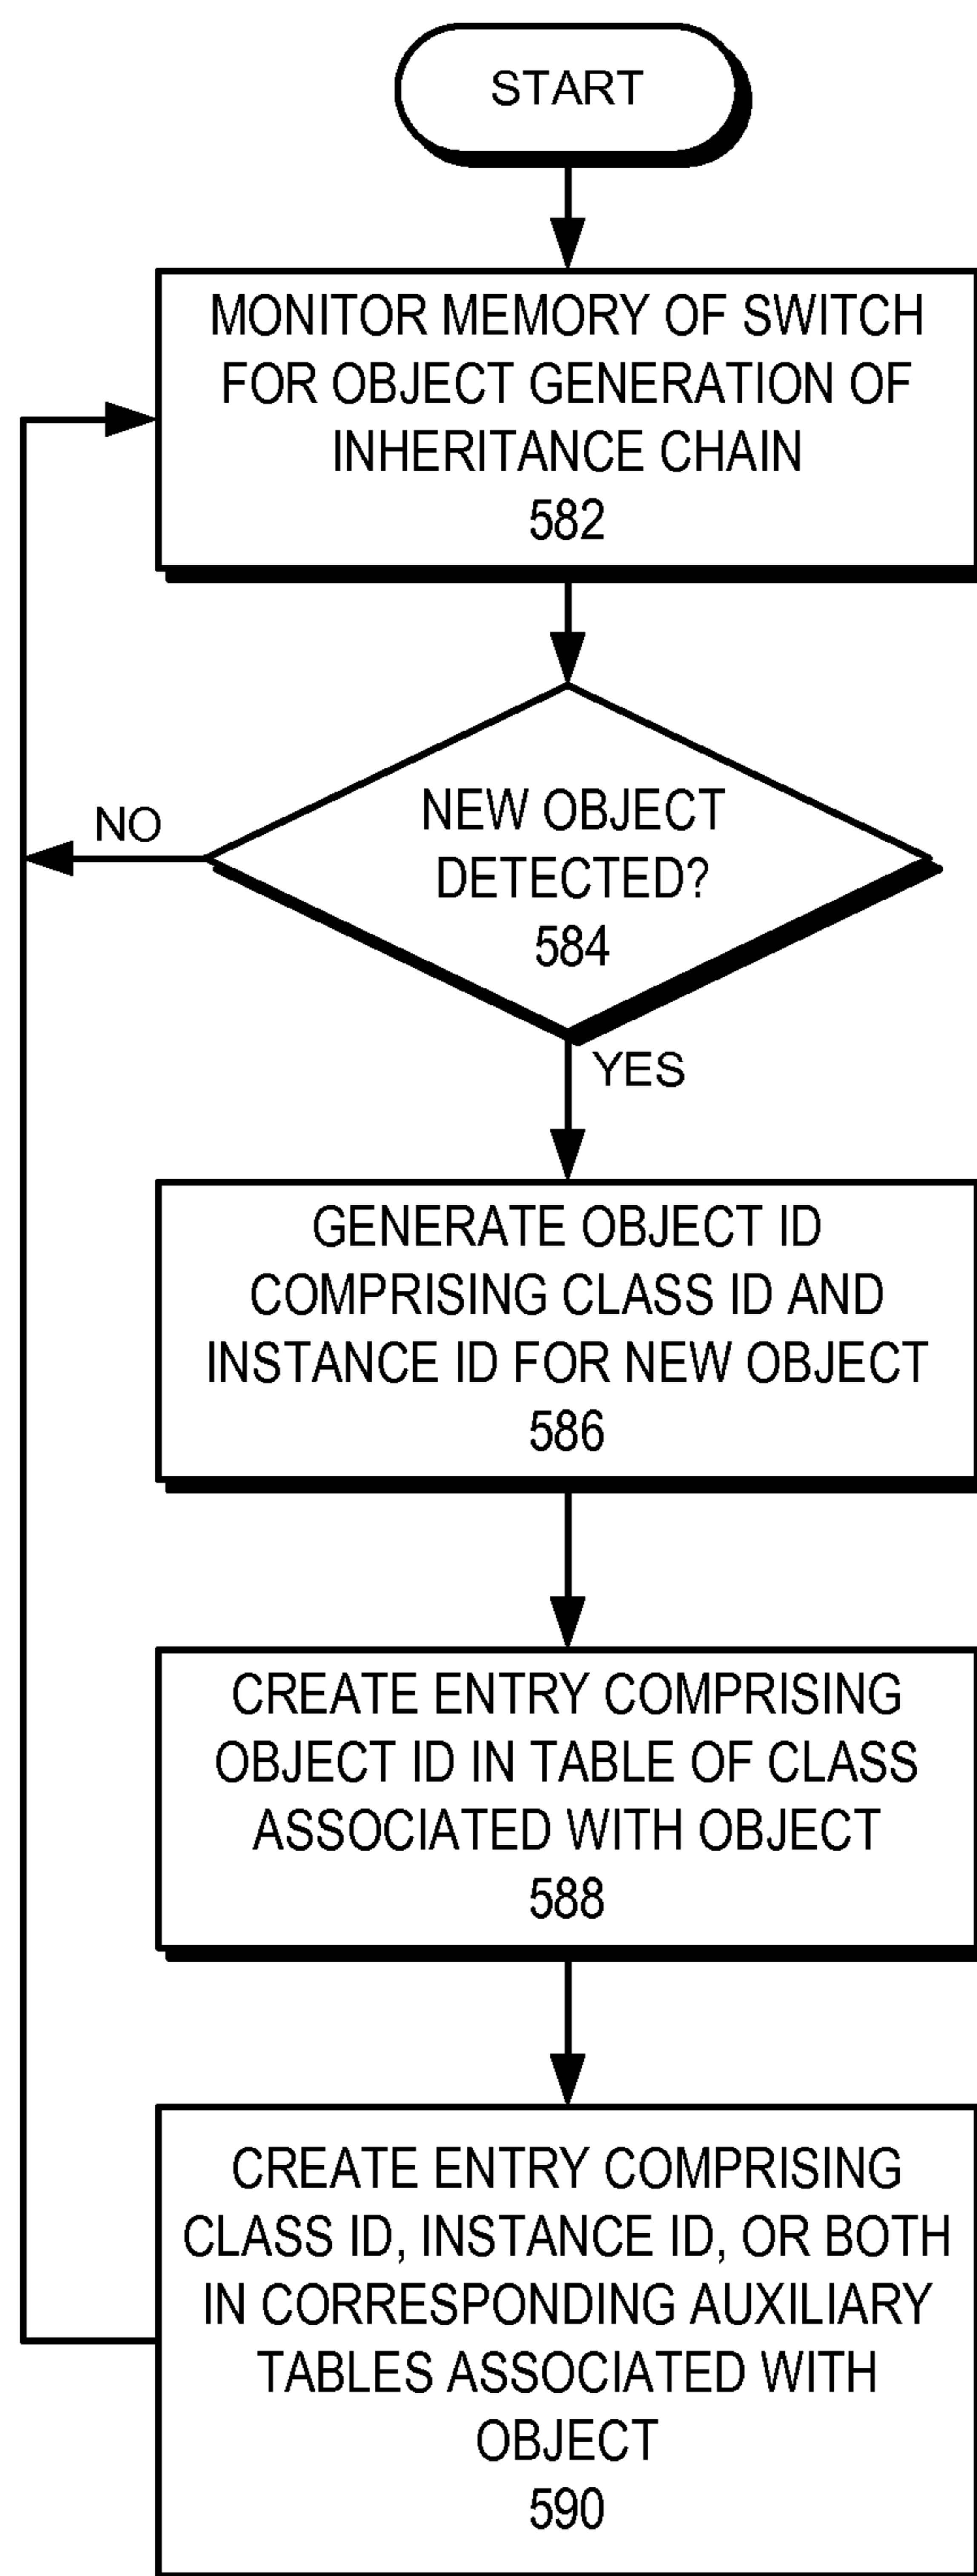 START
MONITOR MEMORY OF SWITCH
FOR OBJECT GENERATION OF
INHERITANCE CHAIN
582
NEW OBJECT
DETECTED?
584
NO
YES
GENERATE OBJECT ID
COMPRISING CLASS ID AND
INSTANCE ID FOR NEW OBJECT
586
CREATE ENTRY COMPRISING
OBJECT ID IN TABLE OF CLASS
ASSOCIATED WITH OBJECT
588
CREATE ENTRY COMPRISING
CLASS ID, INSTANCE ID, OR BOTH
IN CORRESPONDING AUXILIARY
TABLES ASSOCIATED WITH
OBJECT
590